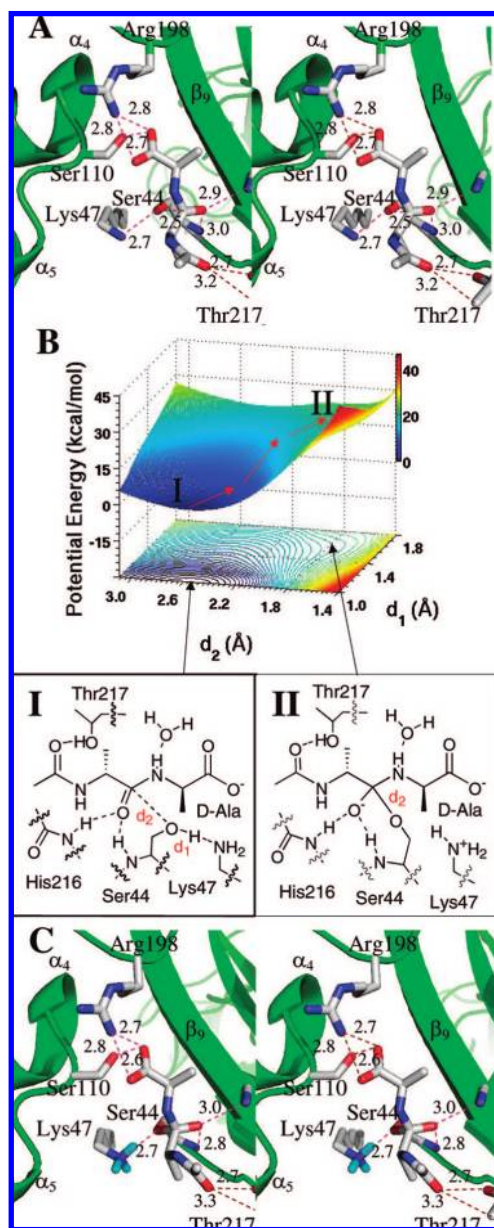 A
Arg198
α4
β9
2.8
2.8
2.7
Ser110
Ser44
2.9
Lys47
2.5
3.0
2.7
2.7
3.2
α5
Thr217
Arg198
α4
β9
2.8
2.8
2.7
Ser110
Ser44
2.9
Lys47
2.5
3.0
2.7
2.7
3.2
α5
Thr217
B
Potential Energy (kcal/mol)
45
30
15
0
-15
I
II
40
20
0
3.0
2.6
2.2
1.8
1.4
d2 (Å)
1.0
1.4
1.8
d1 (Å)
I
Thr217
H
O
H
O
HO
N
H
N
H
O
O
O-
D-Ala
d2
O
O
d1
H
NH2
O
N
H
HN
His216
Ser44
Lys47
II
Thr217
H
O
H
O
HO
N
H
N
H
O
O-
d2
D-Ala
O
O
H
N+H2
O
N
H
HN
His216
Ser44
Lys47
C
Arg198
α4
β9
2.7
2.8
2.6
Ser110
Ser44
3.0
Lys47
2.7
2.8
2.7
3.3
α5
Thr217
Arg198
α4
β9
2.7
2.8
2.6
Ser110
Ser44
3.0
Lys47
2.7
2.8
2.7
3.3
α5
Thr217